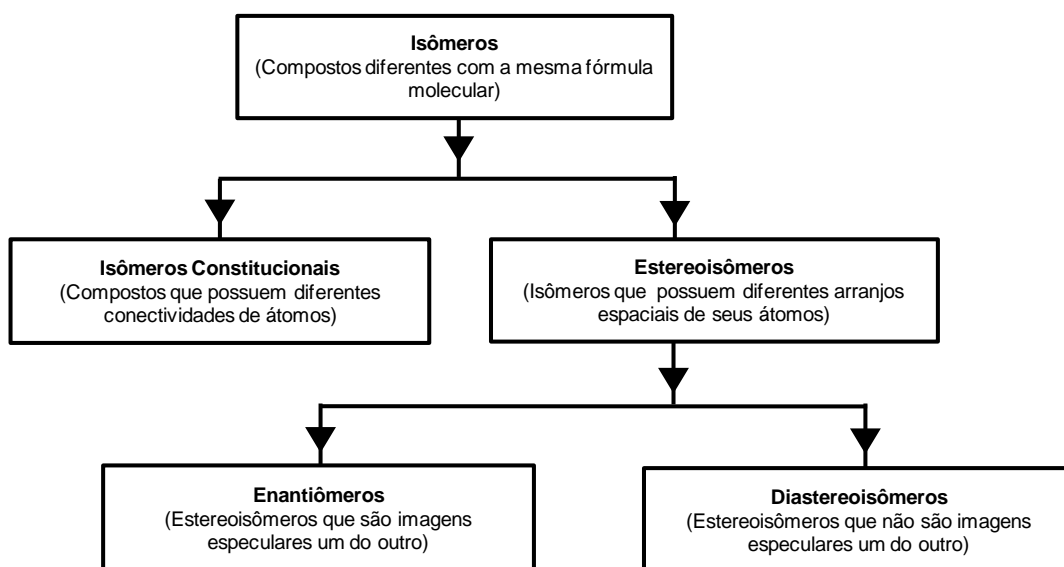 Isômeros
(Compostos diferentes com a mesma fórmula
molecular)
Isômeros Constitucionais
(Compostos que possuem diferentes
conectividades de átomos)
Estereoisômeros
(Isômeros que possuem diferentes arranjos
espaciais de seus átomos)
Enantiômeros
(Estereoisômeros que são imagens
especulares um do outro)
Diastereoisômeros
(Estereoisômeros que não são imagens
especulares um do outro)